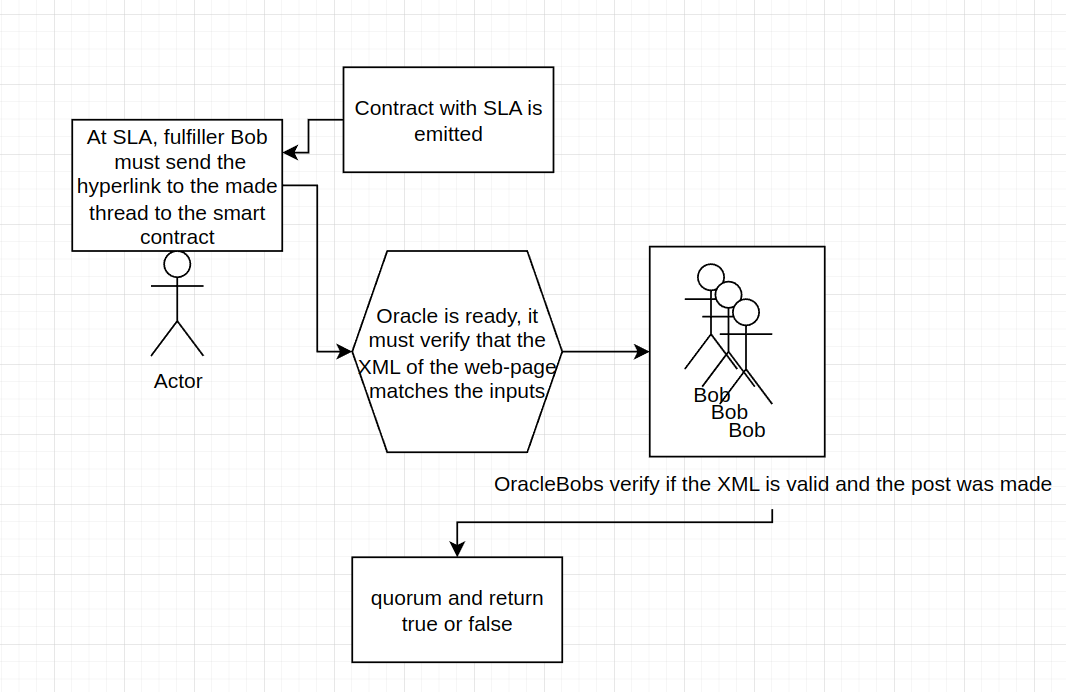 Contract with SLA is
emitted
At SLA, fulfiller Bob
must send the
hyperlink to the made
thread to the smart
contract
Actor
Oracle is ready, it
must verify that the
XML of the web-page
matches the inputs
Bob
Bob
Bob
OracleBobs verify if the XML is valid and the post was made
quorum and return
true or false